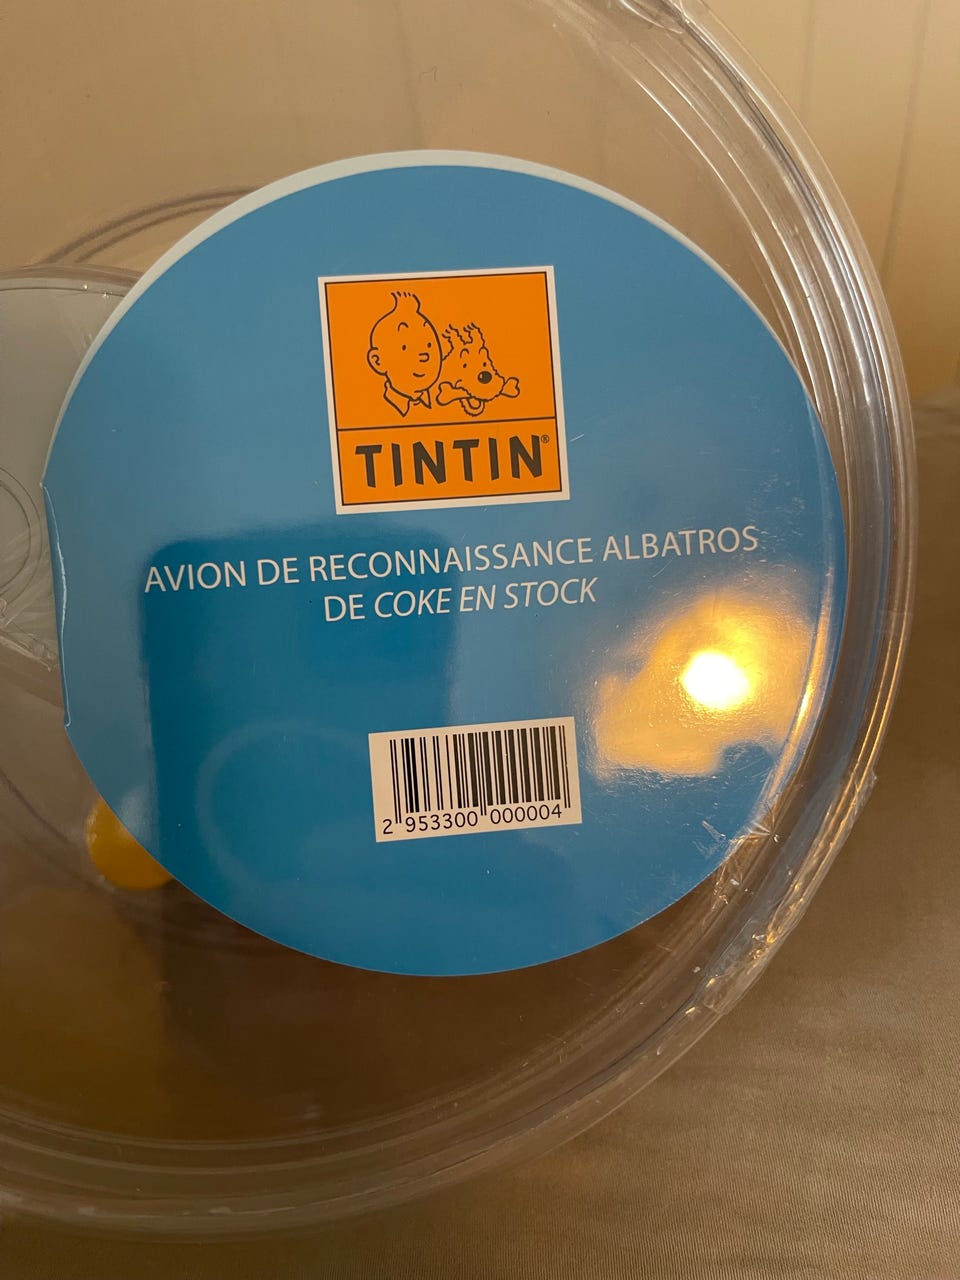 TINTIN®
AVION DE RECONNAISSANCE ALBATROS
DE COKE EN STOCK
2 953300 000004